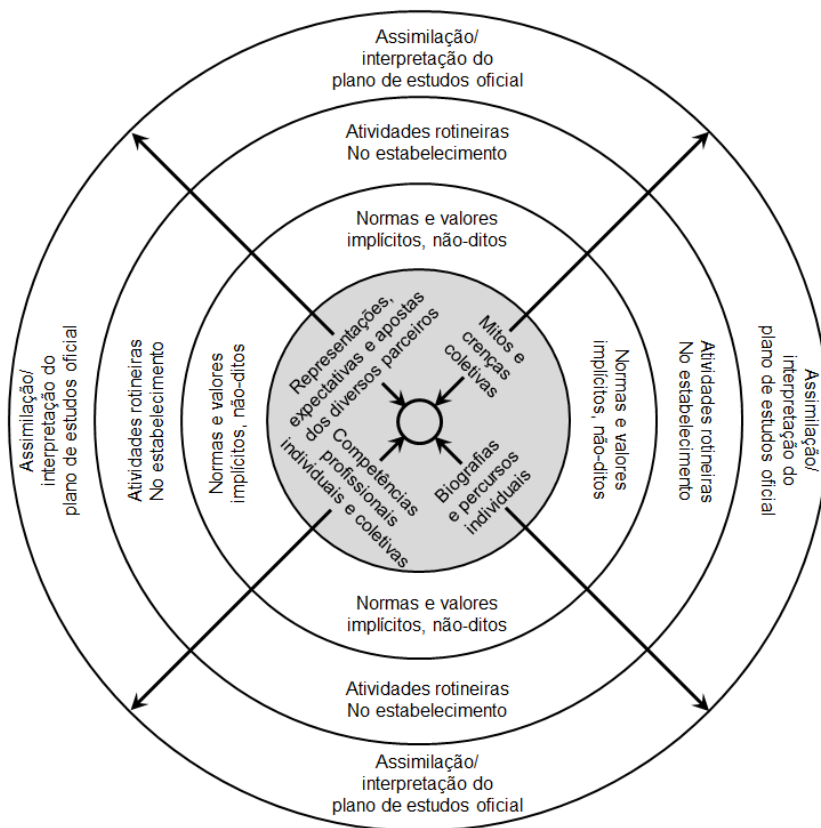 Assimilação/
interpretação do
plano de estudos oficial
Atividades rotineiras
No estabelecimento
Normas e valores
implícitos, não-ditos
Assimilação/
interpretação do
plano de estudos oficial
Atividades rotineiras
No estabelecimento
Normas e valores
implícitos, não-ditos
Representações,
expectativas e apostas
dos diversos parceiros
Mitos e
crenças
coletivas
Competências
profissionais
individuais e coletivas
Biografias
e percursos
individuais
Normas e valores
implícitos, não-ditos
Atividades rotineiras
No estabelecimento
Assimilação/
interpretação do
plano de estudos oficial
Normas e valores
implícitos, não-ditos
Atividades rotineiras
No estabelecimento
Assimilação/
interpretação do
plano de estudos oficial